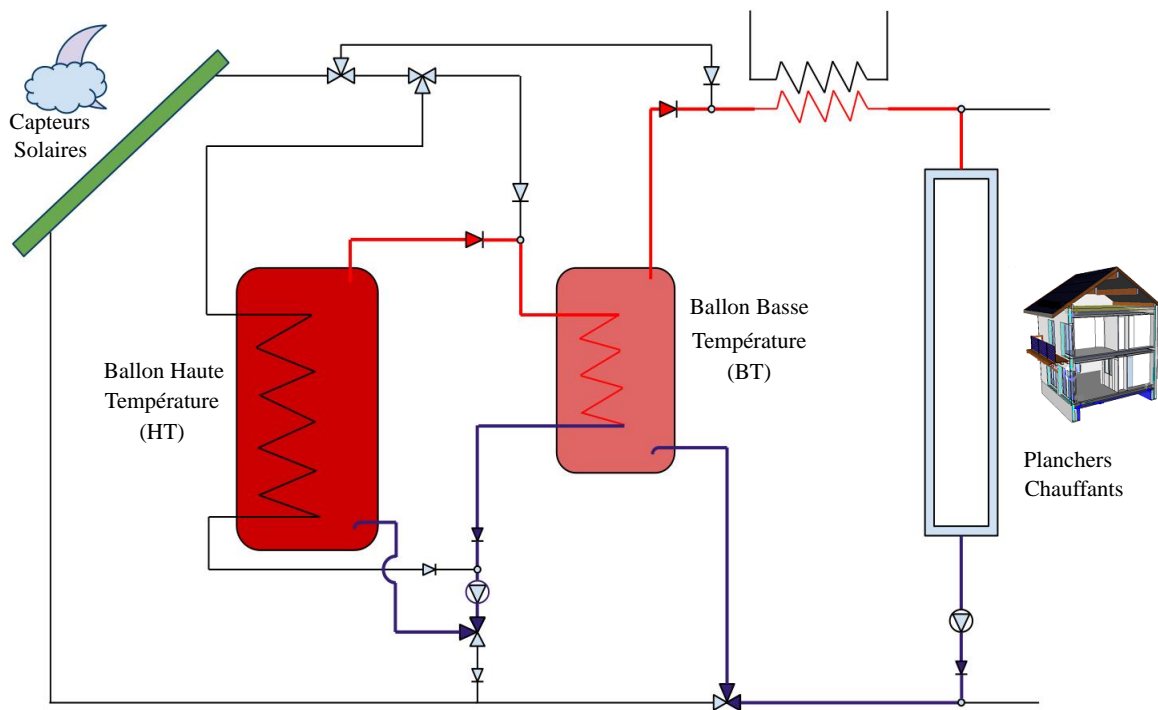 Capteurs
Solaires
Ballon Haute
Température
(HT)
Ballon Basse
Température
(BT)
Planchers
Chauffants